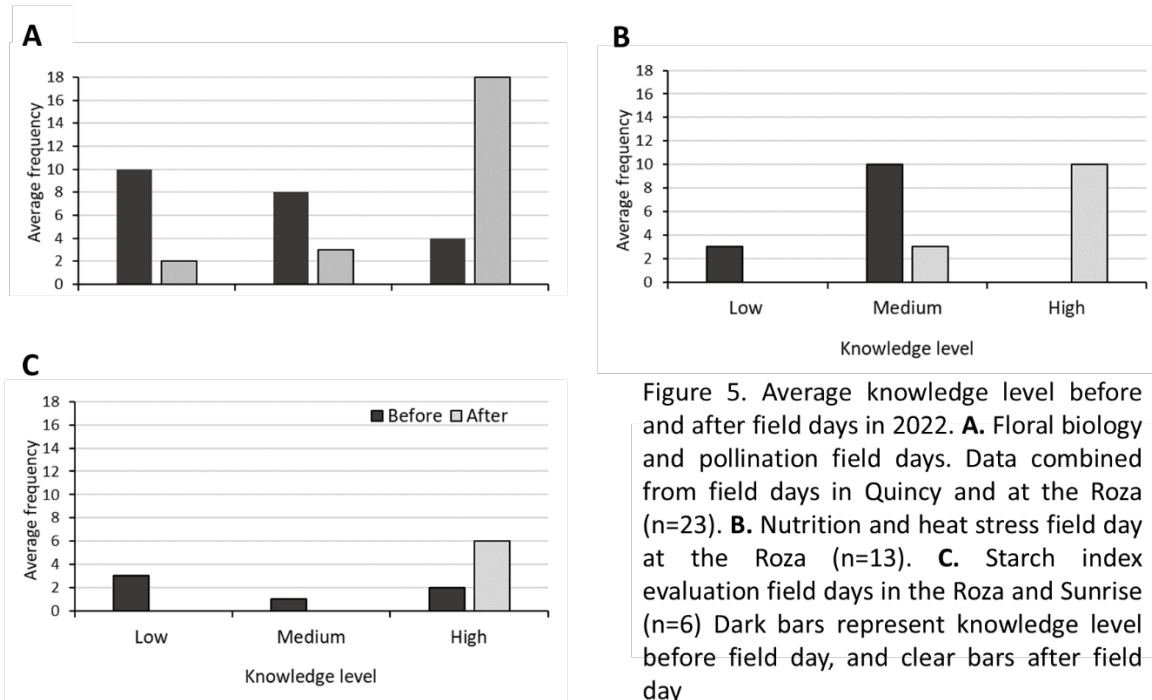 A
18
16
14
12
10
8
6
4
2
0
Average frequency
B
18
16
14
12
10
8
6
4
2
0
Average frequency
Low Medium High
Knowledge level
C
18
16
14
12
10
8
6
4
2
0
Average frequency
Before After
Low Medium High
Knowledge level
Figure 5. Average knowledge level before
and after field days in 2022. A. Floral biology
and pollination field days. Data combined
from field days in Quincy and at the Roza
(n=23). B. Nutrition and heat stress field day
at the Roza (n=13). C. Starch index
evaluation field days in the Roza and Sunrise
(n=6) Dark bars represent knowledge level
before field day, and clear bars after field
day